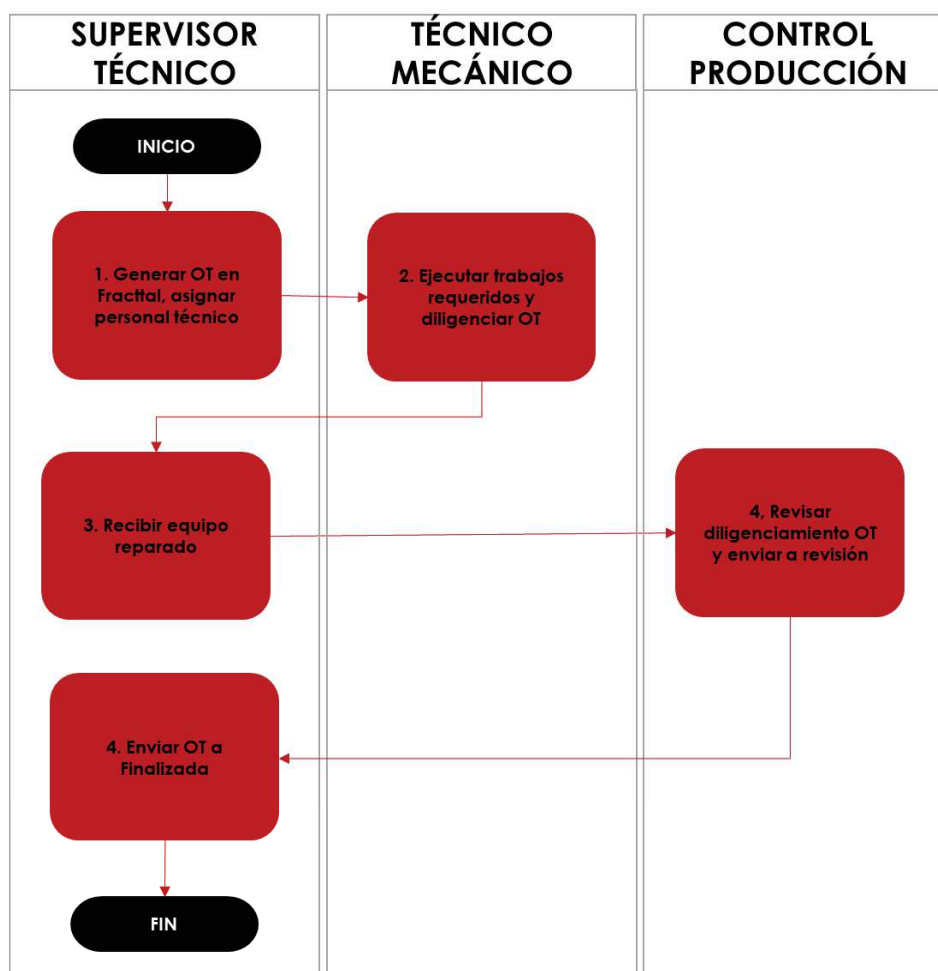 SUPERVISOR
TÉCNICO
TÉCNICO
MECÁNICO
CONTROL
PRODUCCIÓN
INICIO
1. Generar OT en
Fracttal, asignar
personal técnico
2. Ejecutar trabajos
requeridos y
diligenciar OT
3. Recibir equipo
reparado
4, Revisar
diligenciamiento OT
y enviar a revisión
4. Enviar OT a
Finalizada
FIN